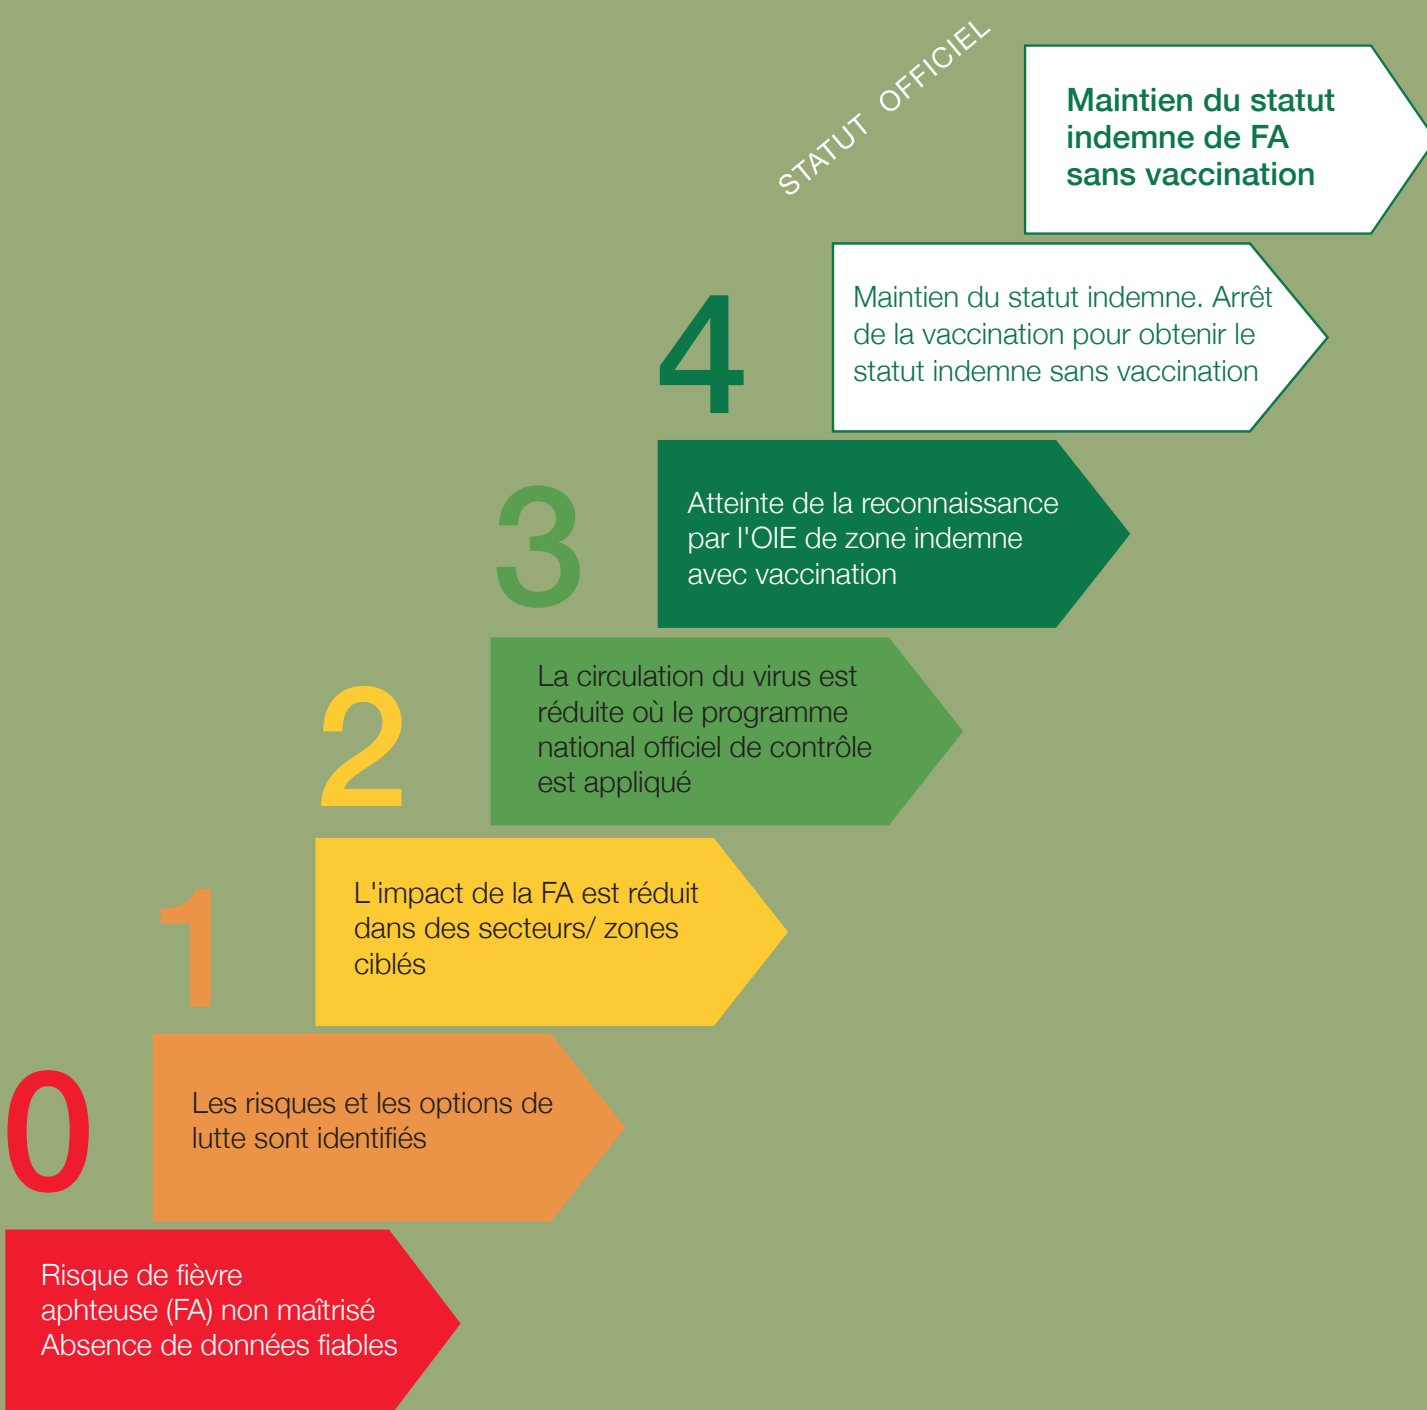 STATUT OFFICIEL
Maintien du statut
indemne de FA
sans vaccination
4
Maintien du statut indemne. Arrêt
de la vaccination pour obtenir le
statut indemne sans vaccination
3
Atteinte de la reconnaissance
par l'OIE de zone indemne
avec vaccination
2
La circulation du virus est
réduite où le programme
national officiel de contrôle
est appliqué
1
L'impact de la FA est réduit
dans des secteurs/ zones
ciblés
0
Les risques et les options de
lutte sont identifiés
Risque de fièvre
aphteuse (FA) non maîtrisé
Absence de données fiables